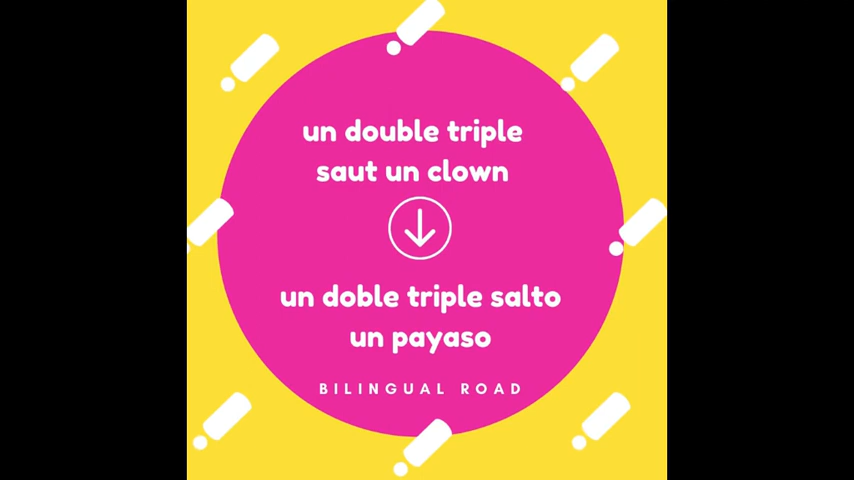 un double triple
saut un clown
un doble triple salto
un payaso
BILINGUAL ROAD